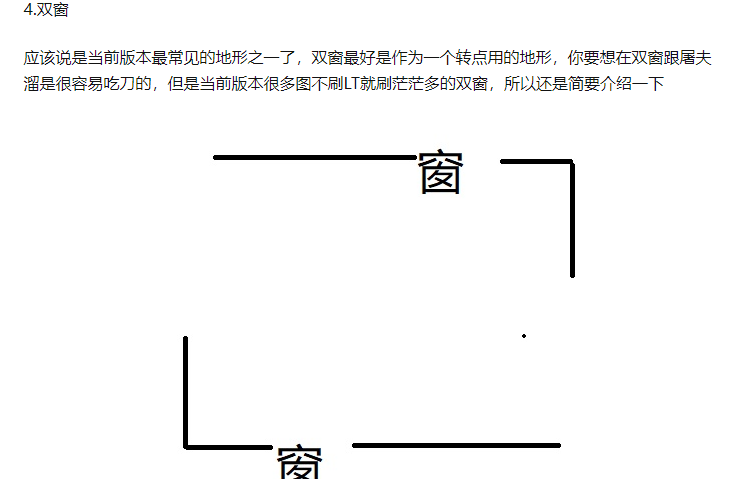 4.双窗
应该说是当前版本最常见的地形之一了，双窗最好是作为一个转点用的地形，你要想在双窗跟屠夫
溜是很容易吃刀的，但是当前版本很多图不刷LT就刷茫茫多的双窗，所以还是简要介绍一下
窗
窗